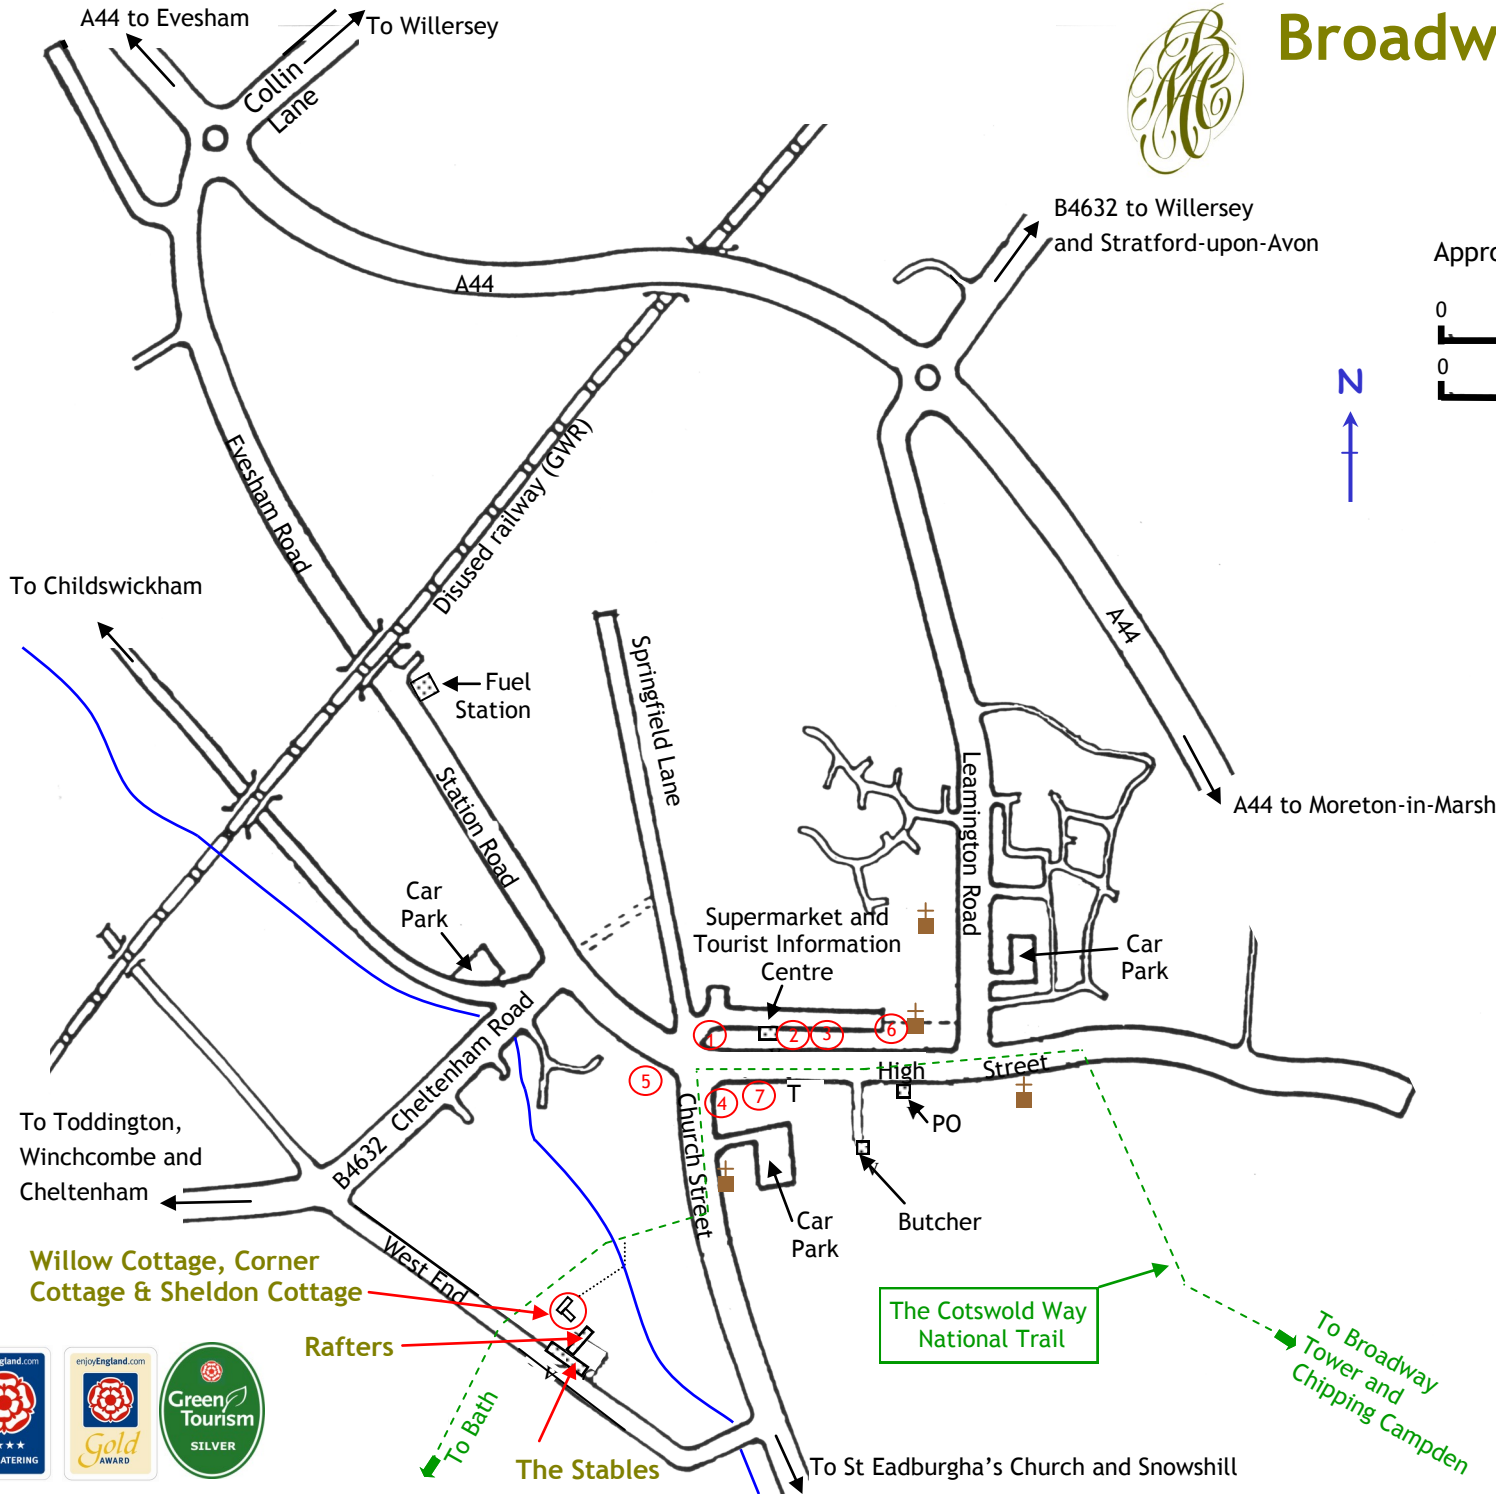 A44 to Evesham
To Willersey
Broadw
Collin
Lane
B4632 to Willersey
and Stratford-upon-Avon
Appro
0
0
N
A44
Evesham Road
Disused railway (GWR)
To Childswickham
Fuel
Station
Springfield Lane
A44
A44 to Moreton-in-Marsh
Station Road
Leamington Road
Car
Park
Supermarket and
Tourist Information
Centre
Car
Park
1
2
3
6
5
4
7
T
High
Street
PO
Church Street
B4632 Cheltenham Road
To Toddington,
Winchcombe and
Cheltenham
Butcher
Car
Park
West End
Willow Cottage, Corner
Cottage & Sheldon Cottage
Rafters
The Stables
The Cotswold Way
National Trail
To Broadway
Tower and
Chipping Campden
To Bath
To St Eadburgha's Church and Snowshill
gland.com
ATERING
enjoyEngland.com
Gold
AWARD
Green
Tourism
SILVER